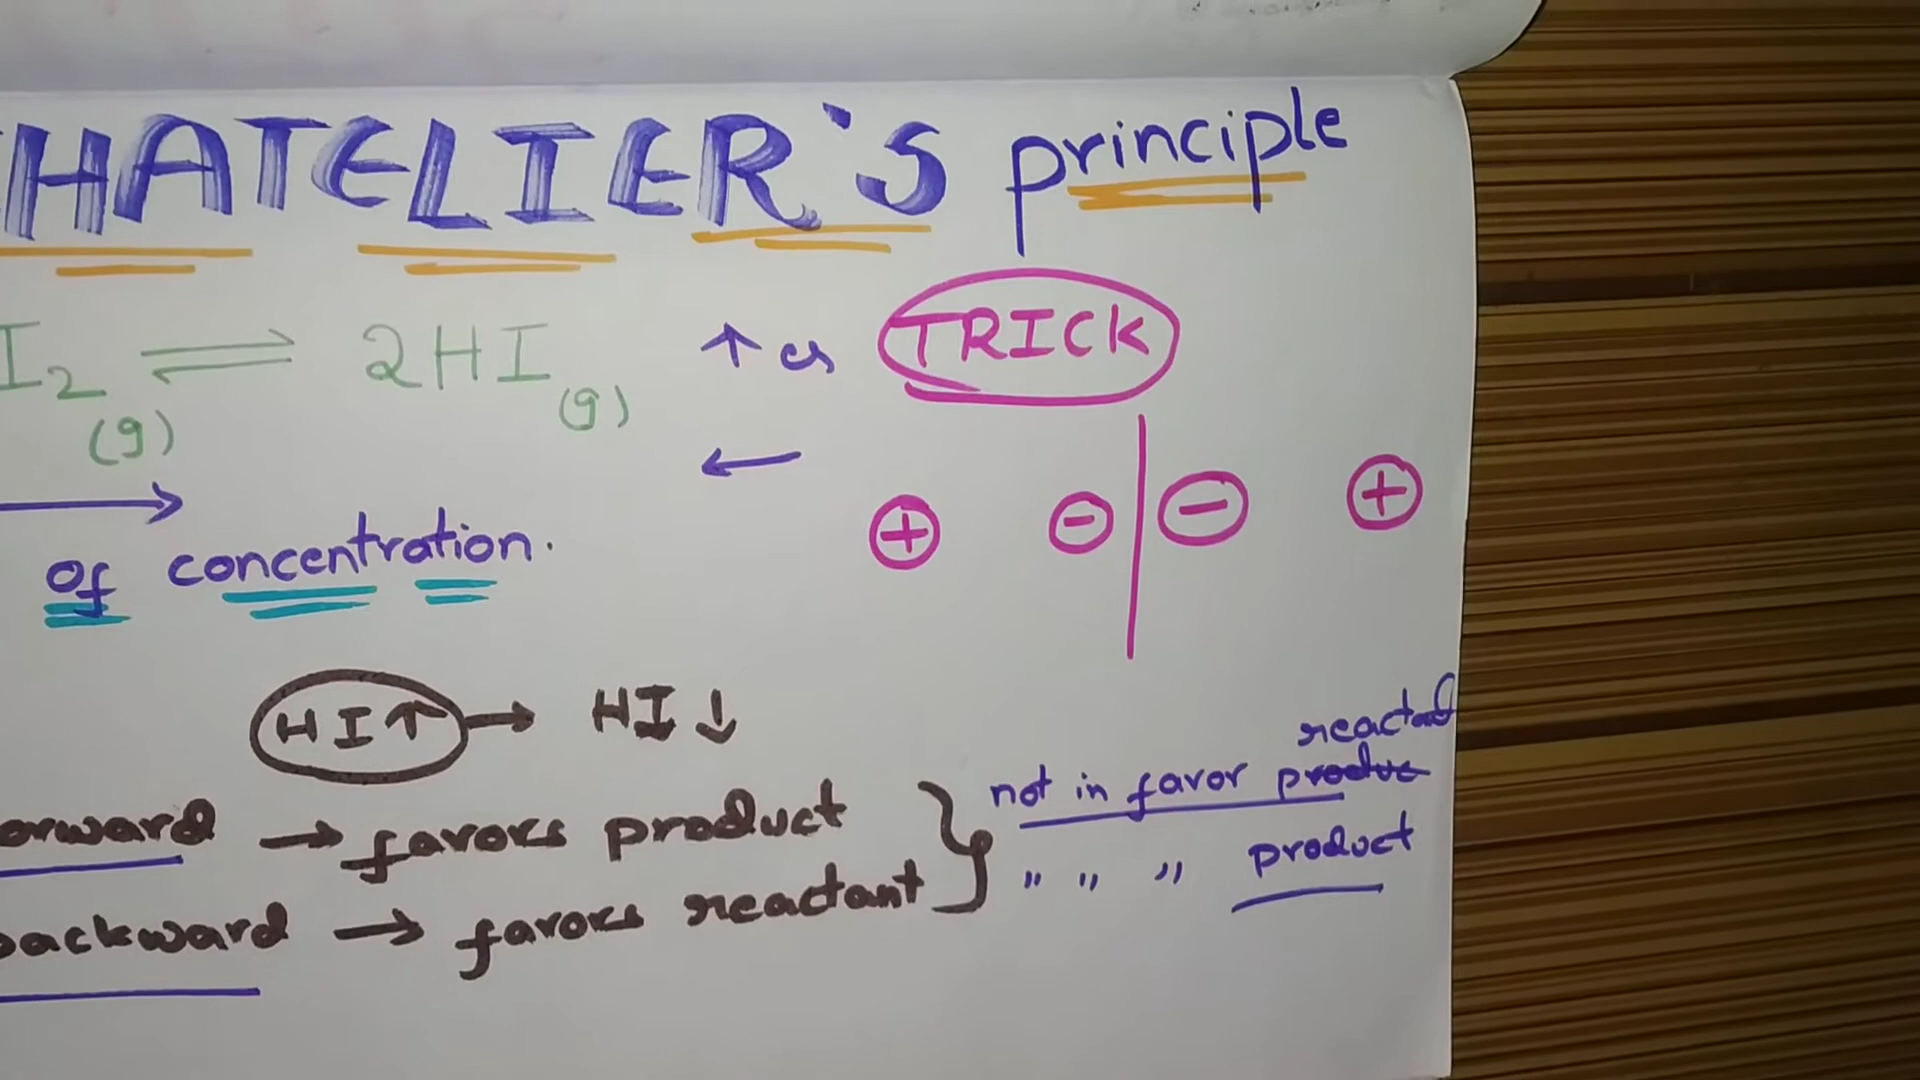 HATELIER'S principle
I₂(g) ⇌ 2HI(g) ↑ es TRICK
→ ←
+ - | - +
of concentration.
HI↑ → HI↓
reactant
orward → favors product } not in favor produc
backward → favors reactant " " " product